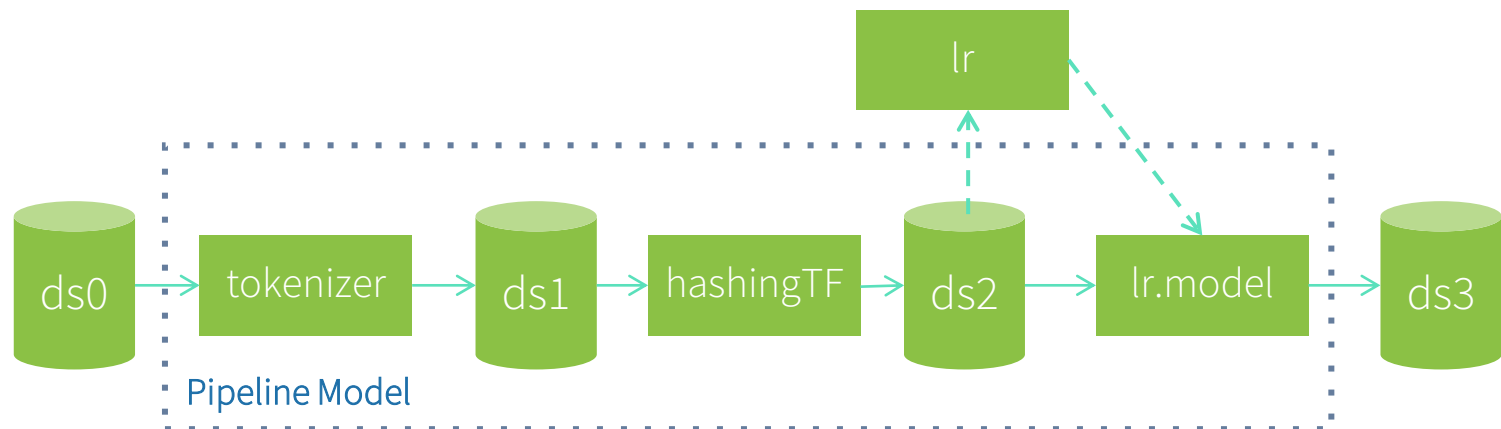 lr
ds0
tokenizer
ds1
hashingTF
ds2
lr.model
ds3
Pipeline Model